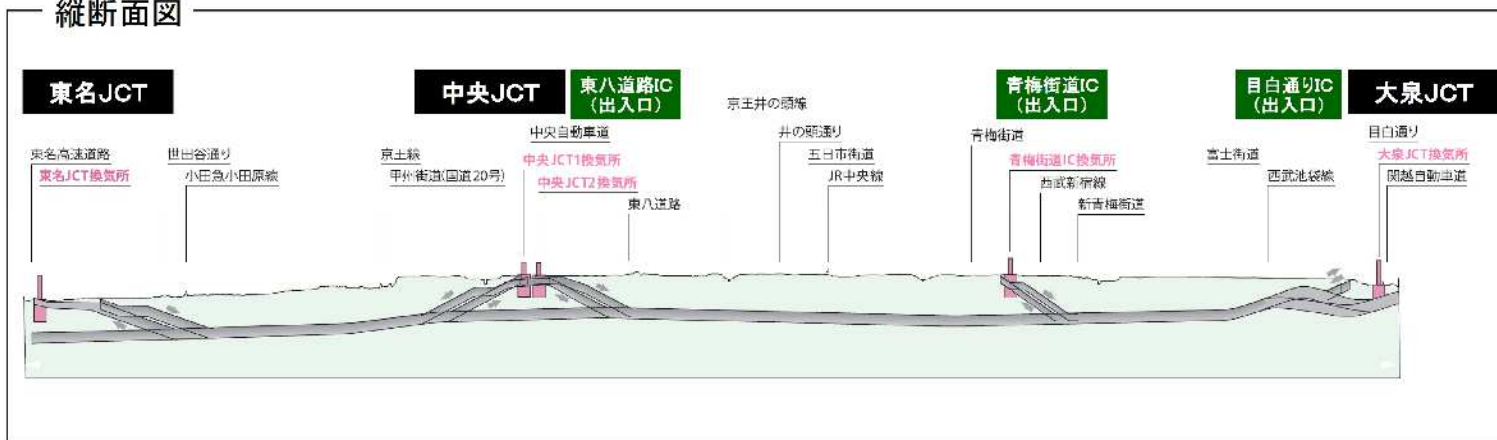 縦断面図
東名JCT
中央JCT
東八道路IC
(出入口)
青梅街道IC
(出入口)
目白通りIC
(出入口)
大泉JCT
東名高速道路
東名JCT換気所
世田谷通り
小田急小田原線
京王線
甲州街道(国道20号)
中央自動車道
中央JCT1換気所
中央JCT2換気所
東八道路
京王井の頭線
井の頭通り
五日市街道
JR中央線
青梅街道
青梅街道IC換気所
西武新宿線
新青梅街道
富士街道
西武池袋線
目白通り
大泉JCT換気所
関越自動車道